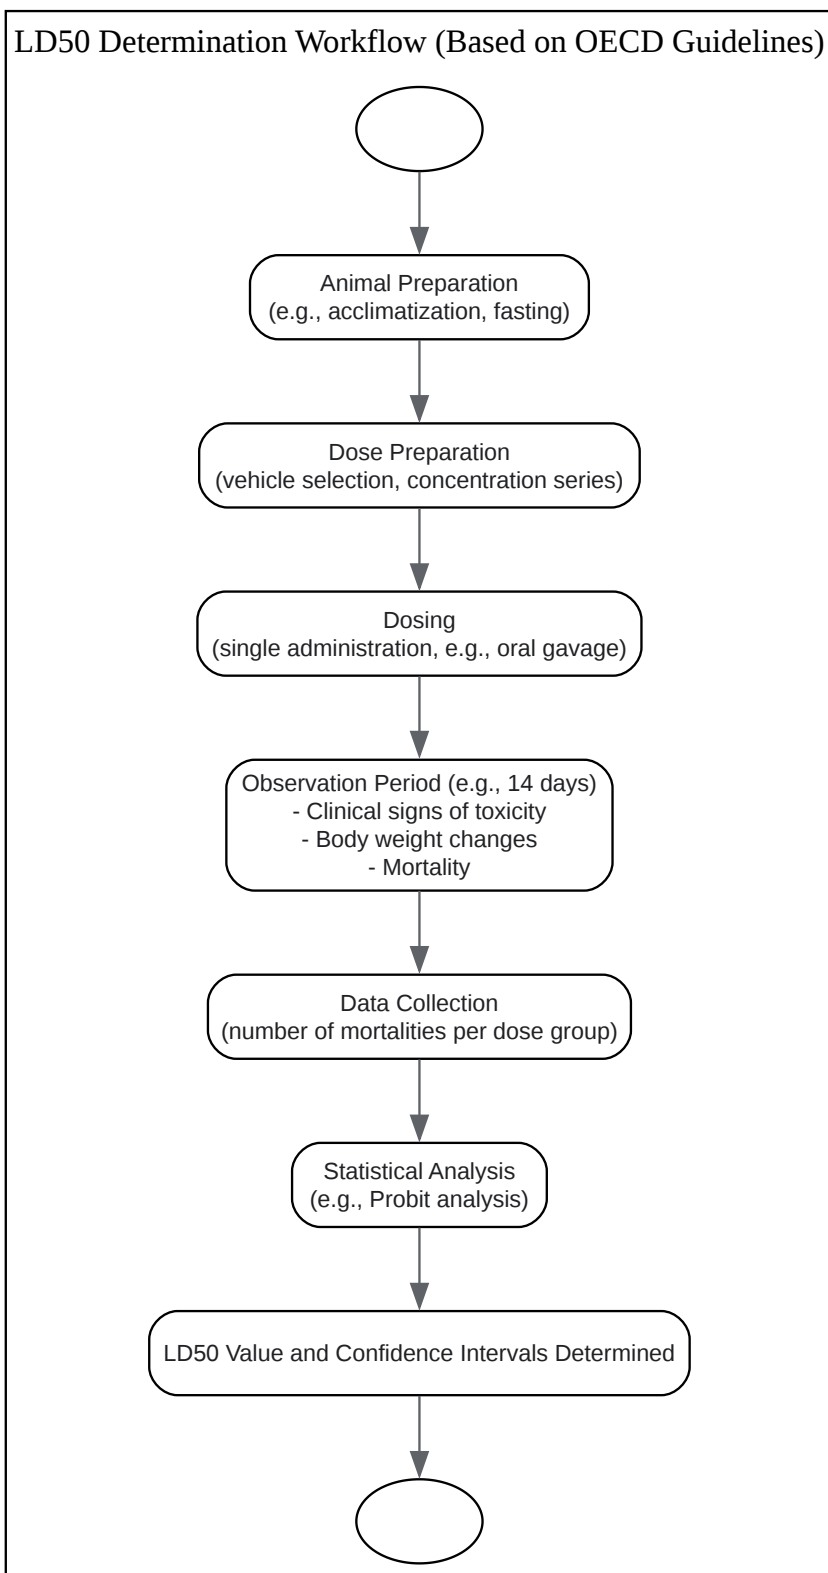 LD50 Determination Workflow (Based on OECD Guidelines)
Animal Preparation
(e.g., acclimatization, fasting)
Dose Preparation
(vehicle selection, concentration series)
Dosing
(single administration, e.g., oral gavage)
Observation Period (e.g., 14 days)
- Clinical signs of toxicity
- Body weight changes
- Mortality
Data Collection
(number of mortalities per dose group)
Statistical Analysis
(e.g., Probit analysis)
LD50 Value and Confidence Intervals Determined